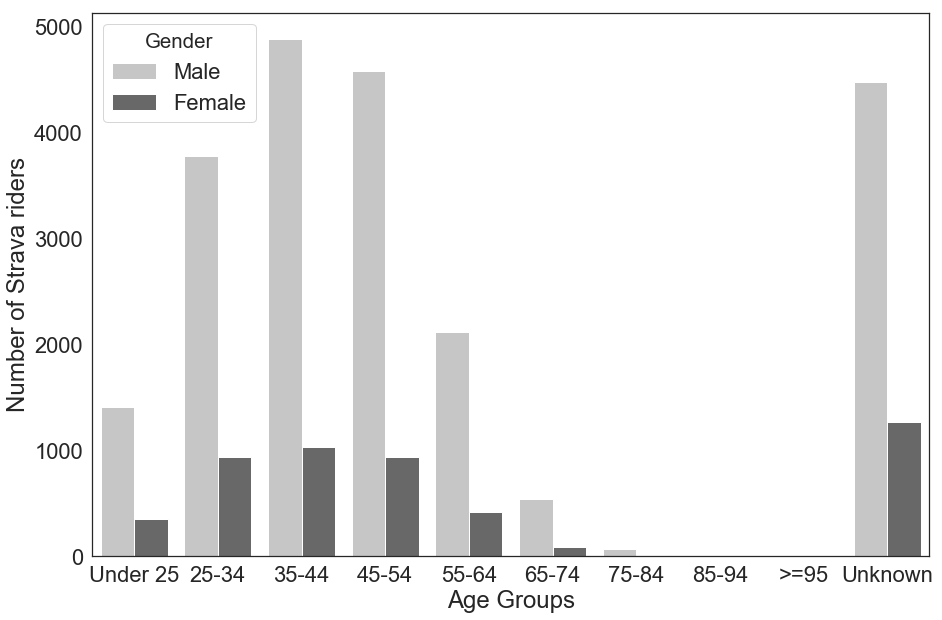 Gender
Male
Female
5000
4000
3000
2000
1000
0
Number of Strava riders
Under 25 25-34 35-44 45-54 55-64 65-74 75-84 85-94 >=95 Unknown
Age Groups